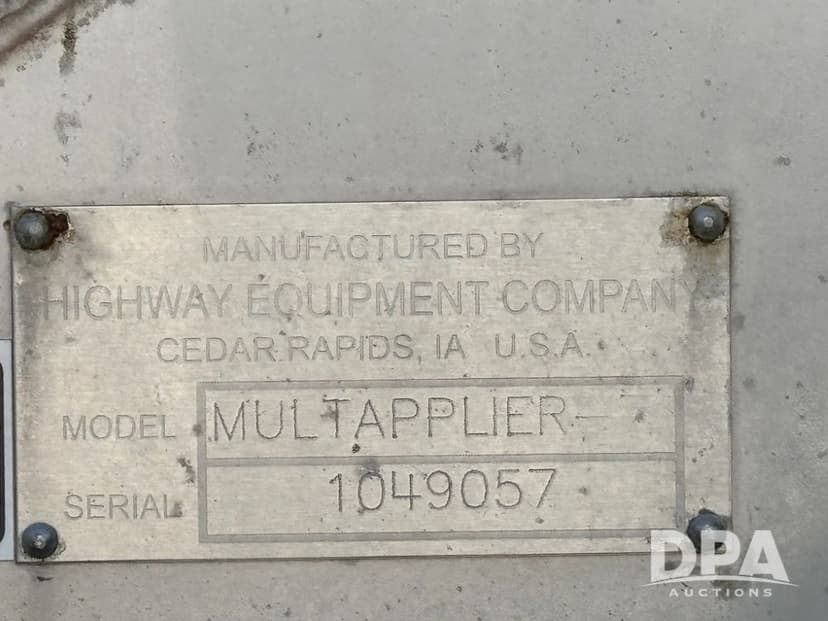 MANUFACTURED BY
HIGHWAY EQUIPMENT COMPANY
CEDAR RAPIDS, IA U.S.A.
MODEL MULTAPPLIER-
SERIAL 1049057
DPA
AUCTIONS